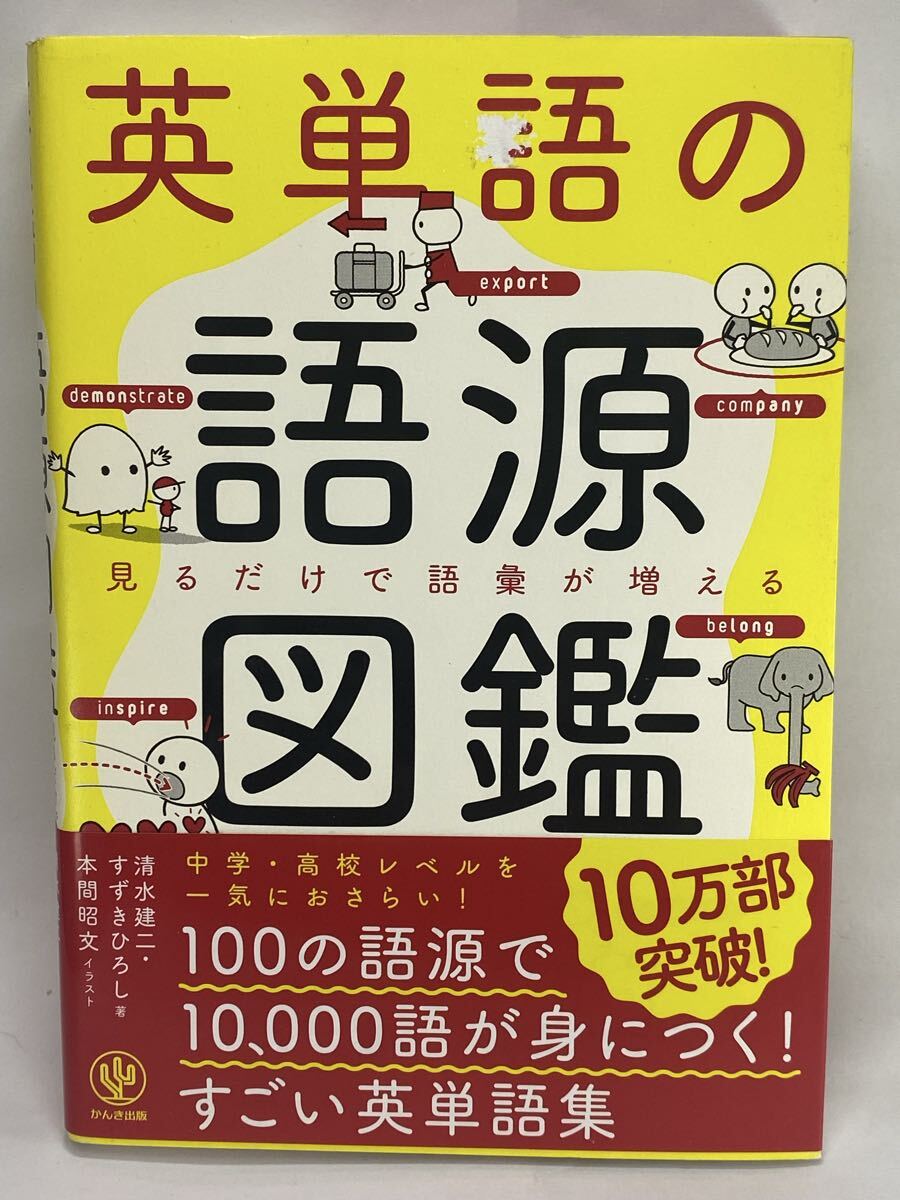 英単語の
export
company
demonstrate
語源
見るだけで語彙が増える
図鑑
belong
inspire
清水建二・
すずきひろし 著
本間昭文 イラスト
中学・高校レベルを
一気におさらい!
10万部
突破!
100の語源で
10,000語が身につく!
すごい英単語集
かんき出版